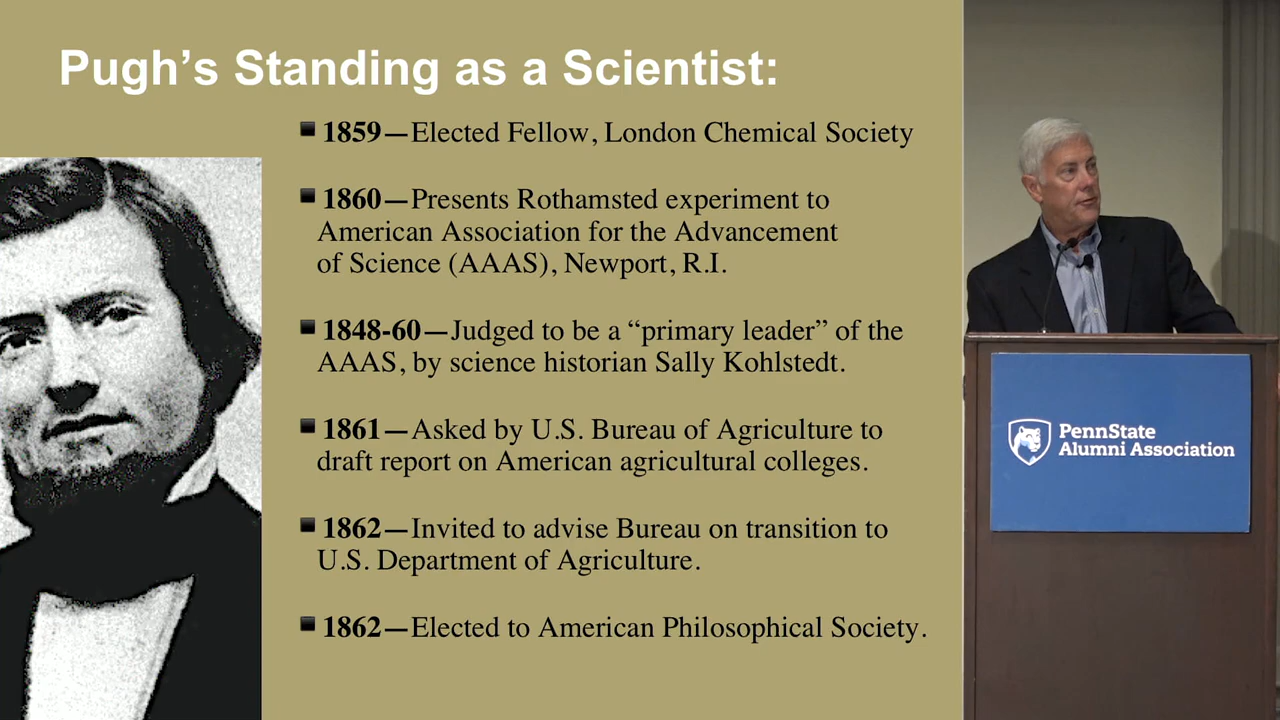 Pugh’s Standing as a Scientist:
1859—Elected Fellow, London Chemical Society
1860—Presents Rothamsted experiment to
American Association for the Advancement
of Science (AAAS), Newport, R.I.
1848-60—Judged to be a “primary leader” of the
AAAS, by science historian Sally Kohlstedt.
1861—Asked by U.S. Bureau of Agriculture to
draft report on American agricultural colleges.
1862—Invited to advise Bureau on transition to
U.S. Department of Agriculture.
1862—Elected to American Philosophical Society.
PennState
Alumni Association